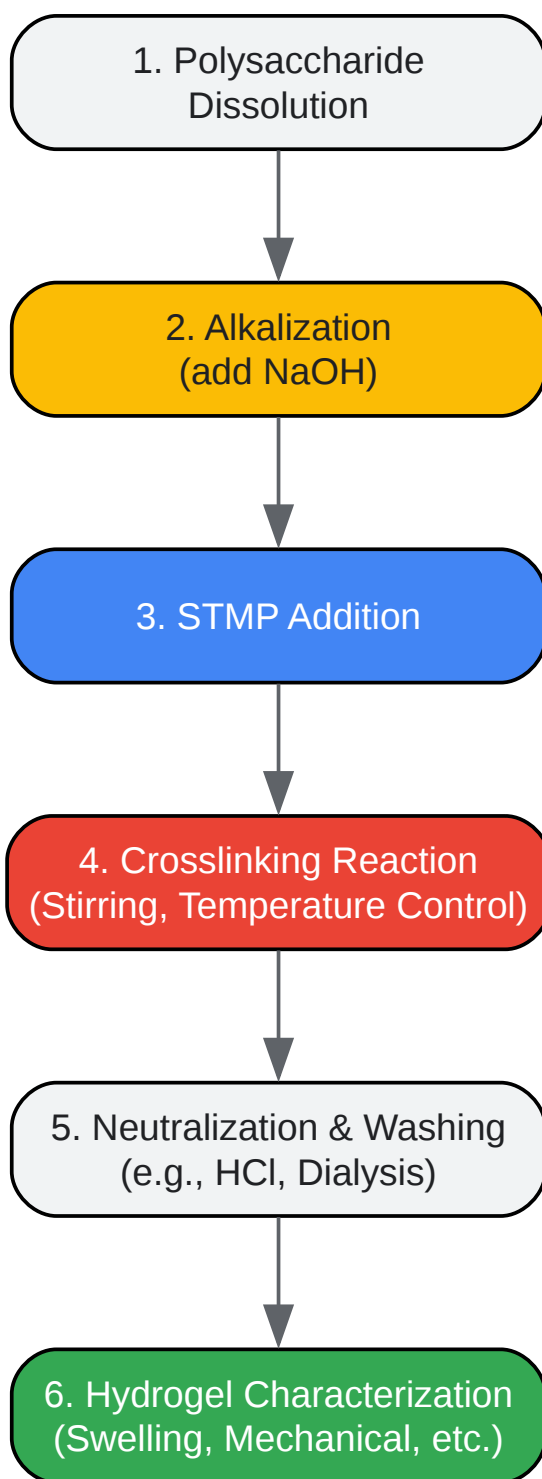 1. Polysaccharide
Dissolution
2. Alkalization
(add NaOH)
3. STMP Addition
4. Crosslinking Reaction
(Stirring, Temperature Control)
5. Neutralization & Washing
(e.g., HCl, Dialysis)
6. Hydrogel Characterization
(Swelling, Mechanical, etc.)